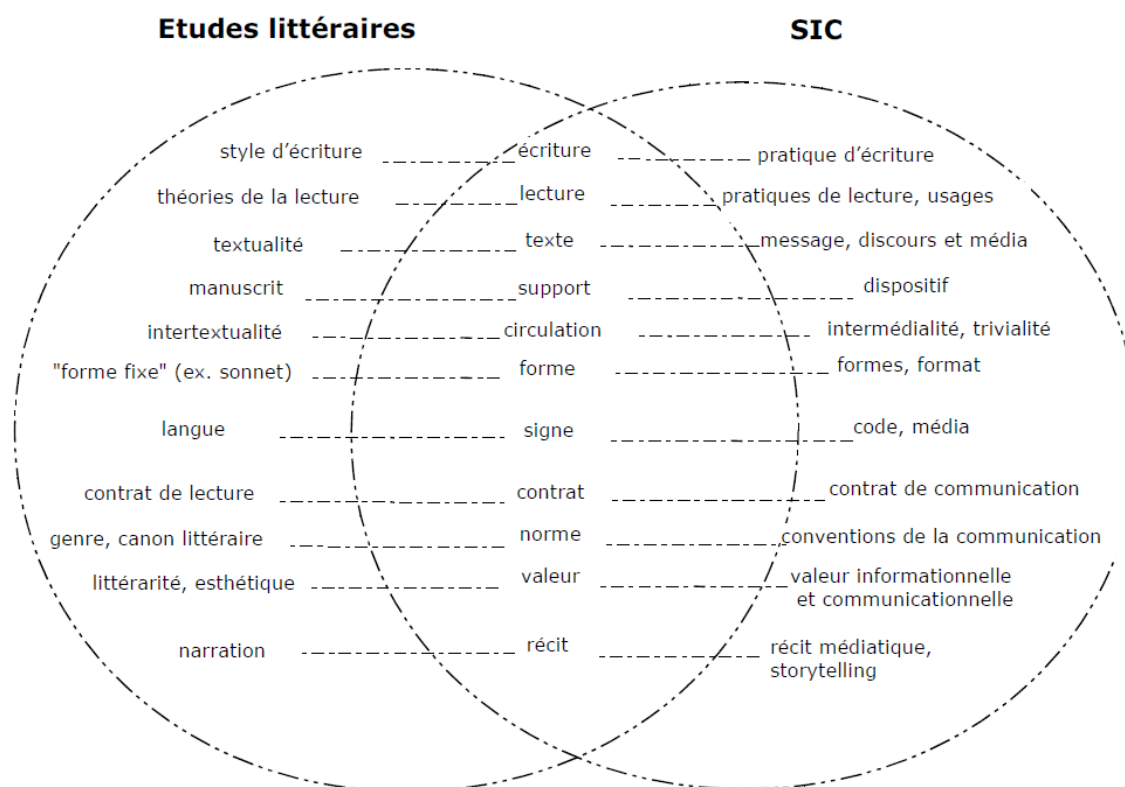 Etudes littéraires SIC
style d'écriture écriture pratique d'écriture
théories de la lecture lecture pratiques de lecture, usages
textualité texte message, discours et média
manuscrit support dispositif
intertextualité circulation intermédialité, trivialité
"forme fixe" (ex. sonnet) forme formes, format
langue signe code, média
contrat de lecture contrat contrat de communication
genre, canon littéraire norme conventions de la communication
littérarité, esthétique valeur valeur informationnelle
et communicationnelle
narration récit récit médiatique,
storytelling